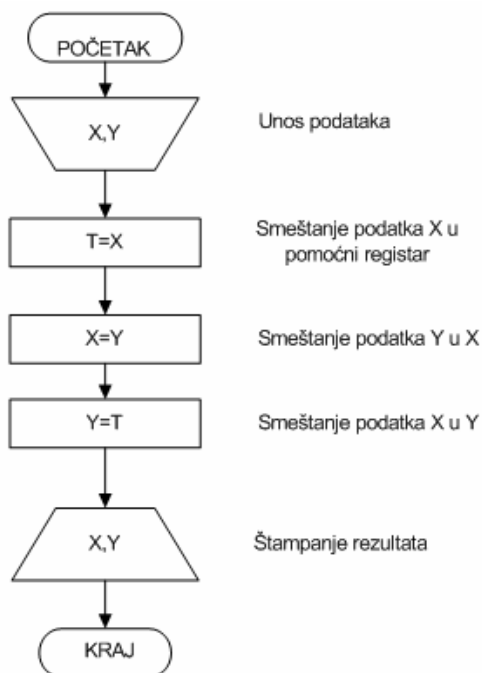 POČETAK
X,Y
Unos podataka
T=X
Smeštanje podatka X u
pomoćni registar
X=Y
Smeštanje podatka Y u X
Y=T
Smeštanje podatka X u Y
X,Y
Štampanje rezultata
KRAJ